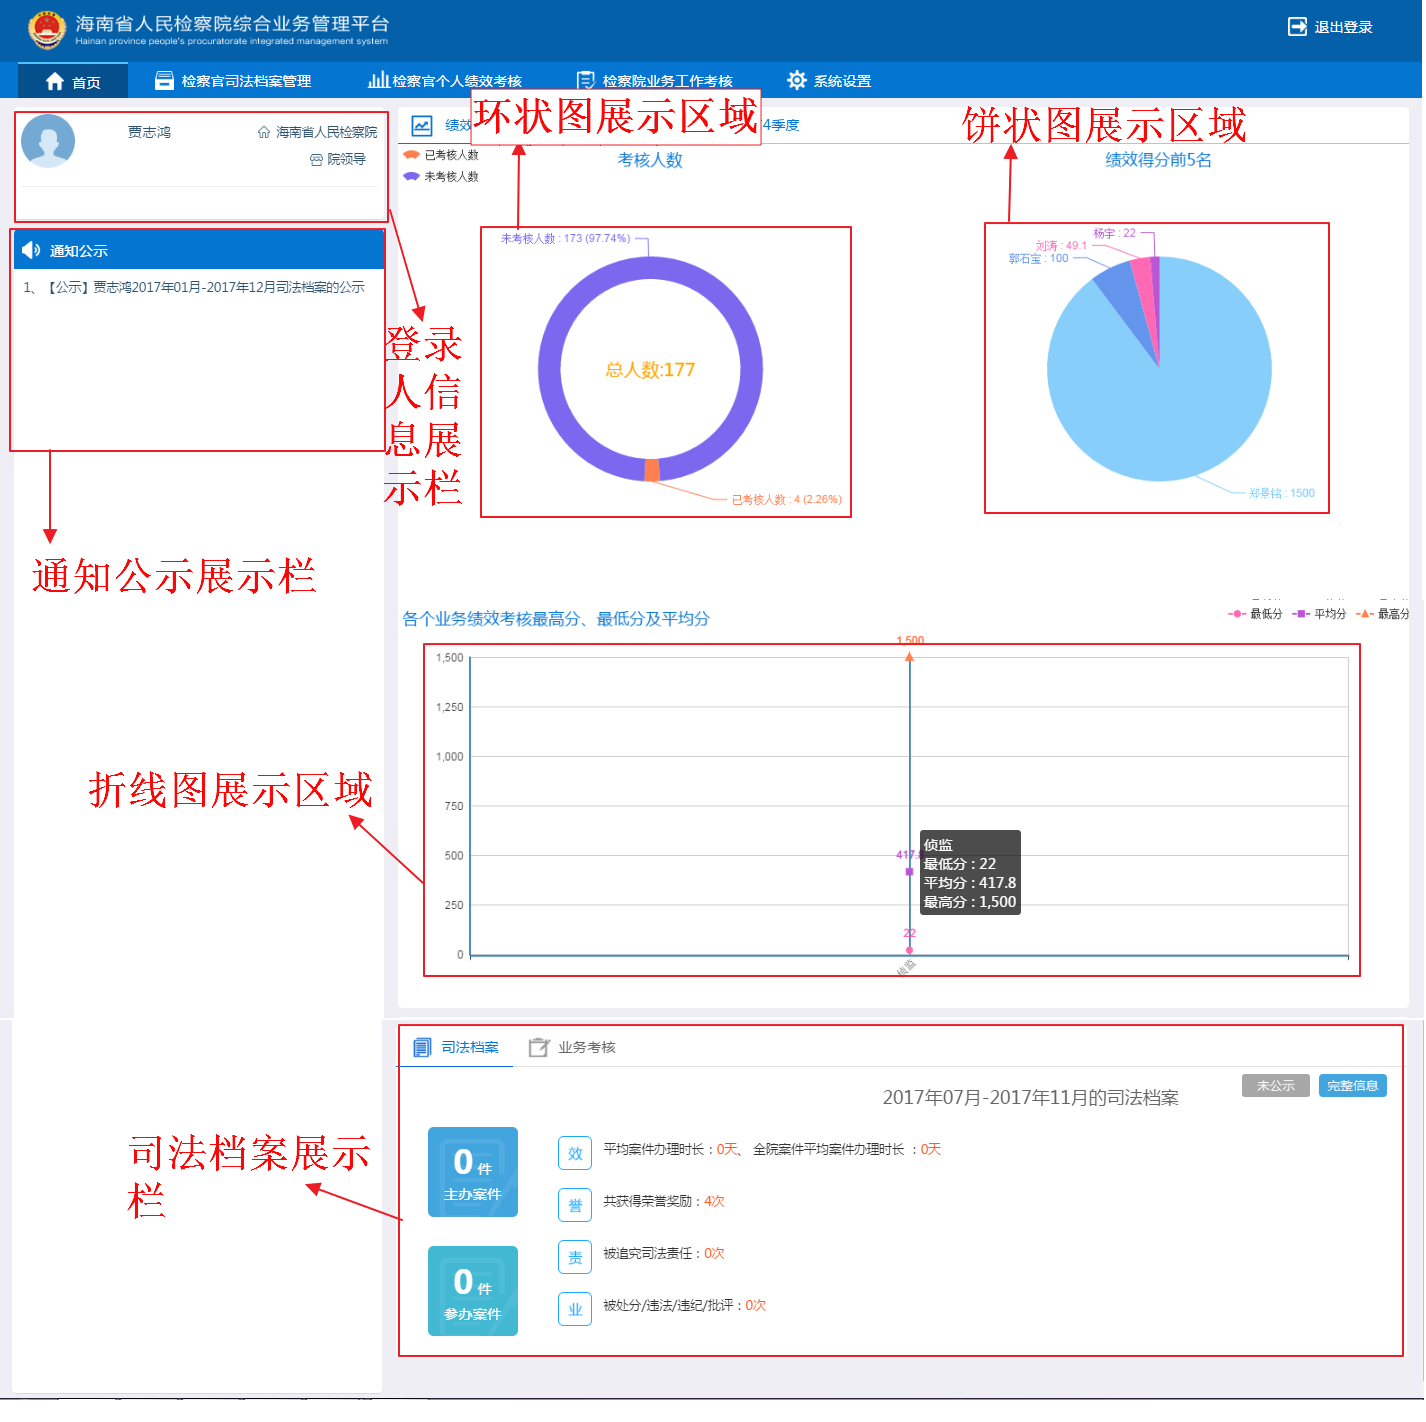 海南省人民检察院综合业务管理平台
Hainan province people's procuratorate integrated management system
退出登录
首页
检察官司法档案管理
检察官个人绩效考核
检察院业务工作考核
系统设置
贾志鸿
海南省人民检察院
院领导
通知公示
1、【公示】贾志鸿2017年01月-2017年12月司法档案的公示
登录
人信
息展
示栏
通知公示展示栏
绩效
环状图展示区域
4季度
饼状图展示区域
已考核人数
未考核人数
考核人数
未考核人数 : 173 (97.74%)
总人数:177
已考核人数 : 4 (2.26%)
绩效得分前5名
杨宇 : 22
刘涛 : 49.1
郭石宝 : 100
郑景铭 : 1500
各个业务绩效考核最高分、最低分及平均分
最低分
平均分
最高分
1,500
1,500
1,250
1,000
750
500
250
0
417.8
22
侦监
侦监
最低分 : 22
平均分 : 417.8
最高分 : 1,500
折线图展示区域
司法档案
业务考核
2017年07月-2017年11月的司法档案
未公示
完整信息
0 件
主办案件
0 件
参办案件
效
平均案件办理时长：0天、 全院案件平均案件办理时长 ：0天
誉
共获得荣誉奖励：4次
责
被追究司法责任：0次
业
被处分/违法/违纪/批评：0次
司法档案展示
栏